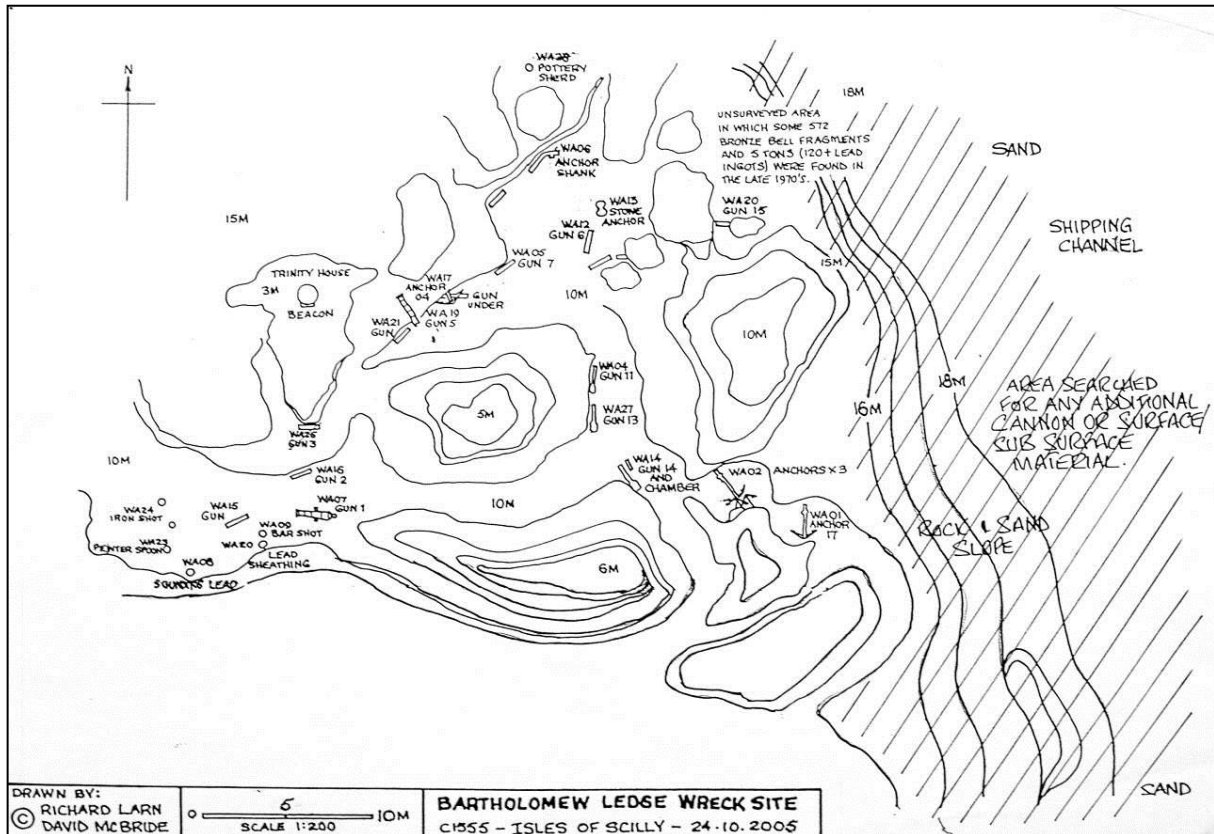 N
WA28
POTTERY
SHERD
18M
UNSURVEYED AREA
IN WHICH SOME 572
BRONZE BELL FRAGMENTS
AND 5 TONS (120+ LEAD
INGOTS) WERE FOUND IN
THE LATE 1970'S.
SAND
WA06
ANCHOR
SHANK
15M
WA13
STONE
ANCHOR
WA20
GUN 15
SHIPPING
CHANNEL
WA12
GUN 6
WA05
GUN 7
15M
TRINITY HOUSE
3M
BEACON
WA17
ANCHOR
04
GUN
UNDER
10M
WA19
GUN 5
WA21
GUN
10M
WA04
GUN 11
5M
WA27
GUN 13
16M
18M
AREA SEARCHED
FOR ANY ADDITIONAL
CANNON OR SURFACE
SUB SURFACE
MATERIAL.
WA26
GUN 3
10M
WA16
GUN 2
WA14
GUN 14
AND
CHAMBER
WA02
ANCHORS X 3
WA24
IRON SHOT
WA15
GUN
WA07
GUN 1
10M
WA01
ANCHOR
17
ROCK & SAND
SLOPE
WA09
BAR SHOT
WA23
PEWTER SPOON
WA20
LEAD
SHEATHING
WA08
SOUNDING LEAD
6M
SAND
DRAWN BY:
© RICHARD LARN
DAVID McBRIDE
0 5 10M
SCALE 1:200
BARTHOLOMEW LEDGE WRECK SITE
C1555 - ISLES OF SCILLY - 24.10.2005